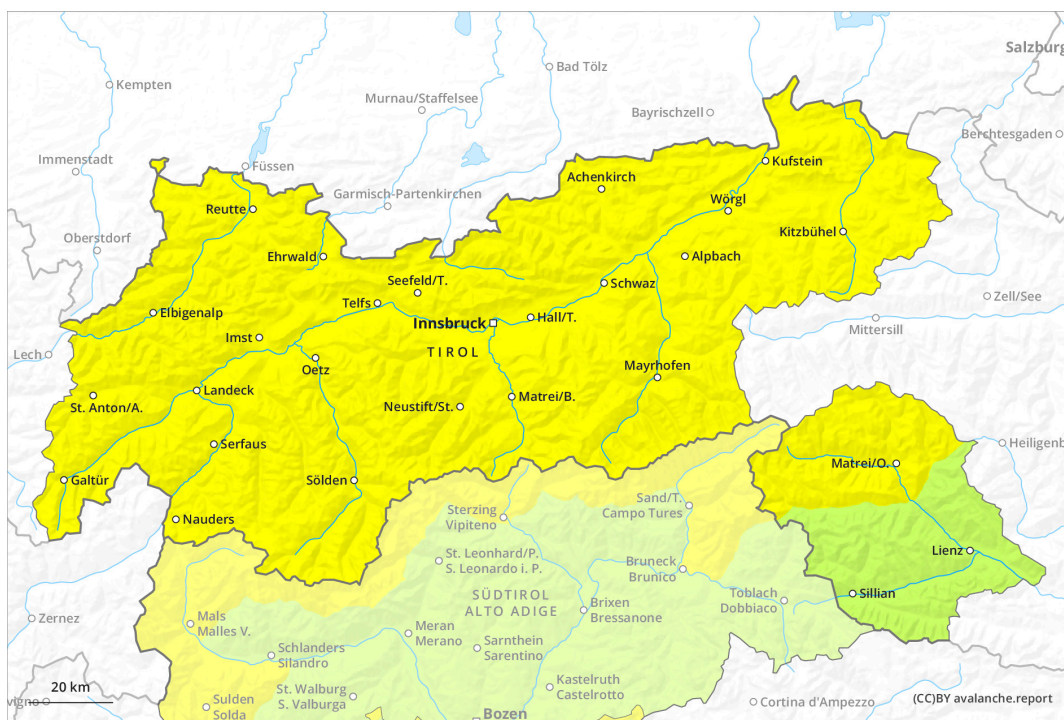 Salzburg
Kempten
Bad Tölz
Murnau/Staffelsee
Bayrischzell
Berchtesgaden
Immenstadt
Füssen
Kufstein
Achenkirch
Garmisch-Partenkirchen
Reutte
Wörgl
Oberstdorf
Kitzbühel
Ehrwald
Alpbach
Seefeld/T.
Schwaz
Zell/See
Telfs
Elbigenalp
Hall/T.
Innsbruck
Mittersill
Imst
Lech
TIROL
Oetz
Mayrhofen
Landeck
St. Anton/A.
Neustift/St.
Matrei/B.
Serfaus
Heiligenb
Matrei/O.
Galtür
Sölden
Sand/T.
Campo Tures
Sterzing
Vipiteno
Nauders
Lienz
St. Leonhard/P.
S. Leonardo i. P.
Bruneck
Brunico
SÜDTIROL
ALTO ADIGE
Toblach
Dobbiaco
Sillian
Zernez
Mals
Malles V.
Brixen
Bressanone
Meran
Merano
Sarnthein
Sarentino
Schlanders
Silandro
Kastelruth
Castelrotto
20 km
St. Walburg
S. Valburga
vigno
Sulden
Solda
Cortina d'Ampezzo
(CC)BY avalanche.report
Bozen